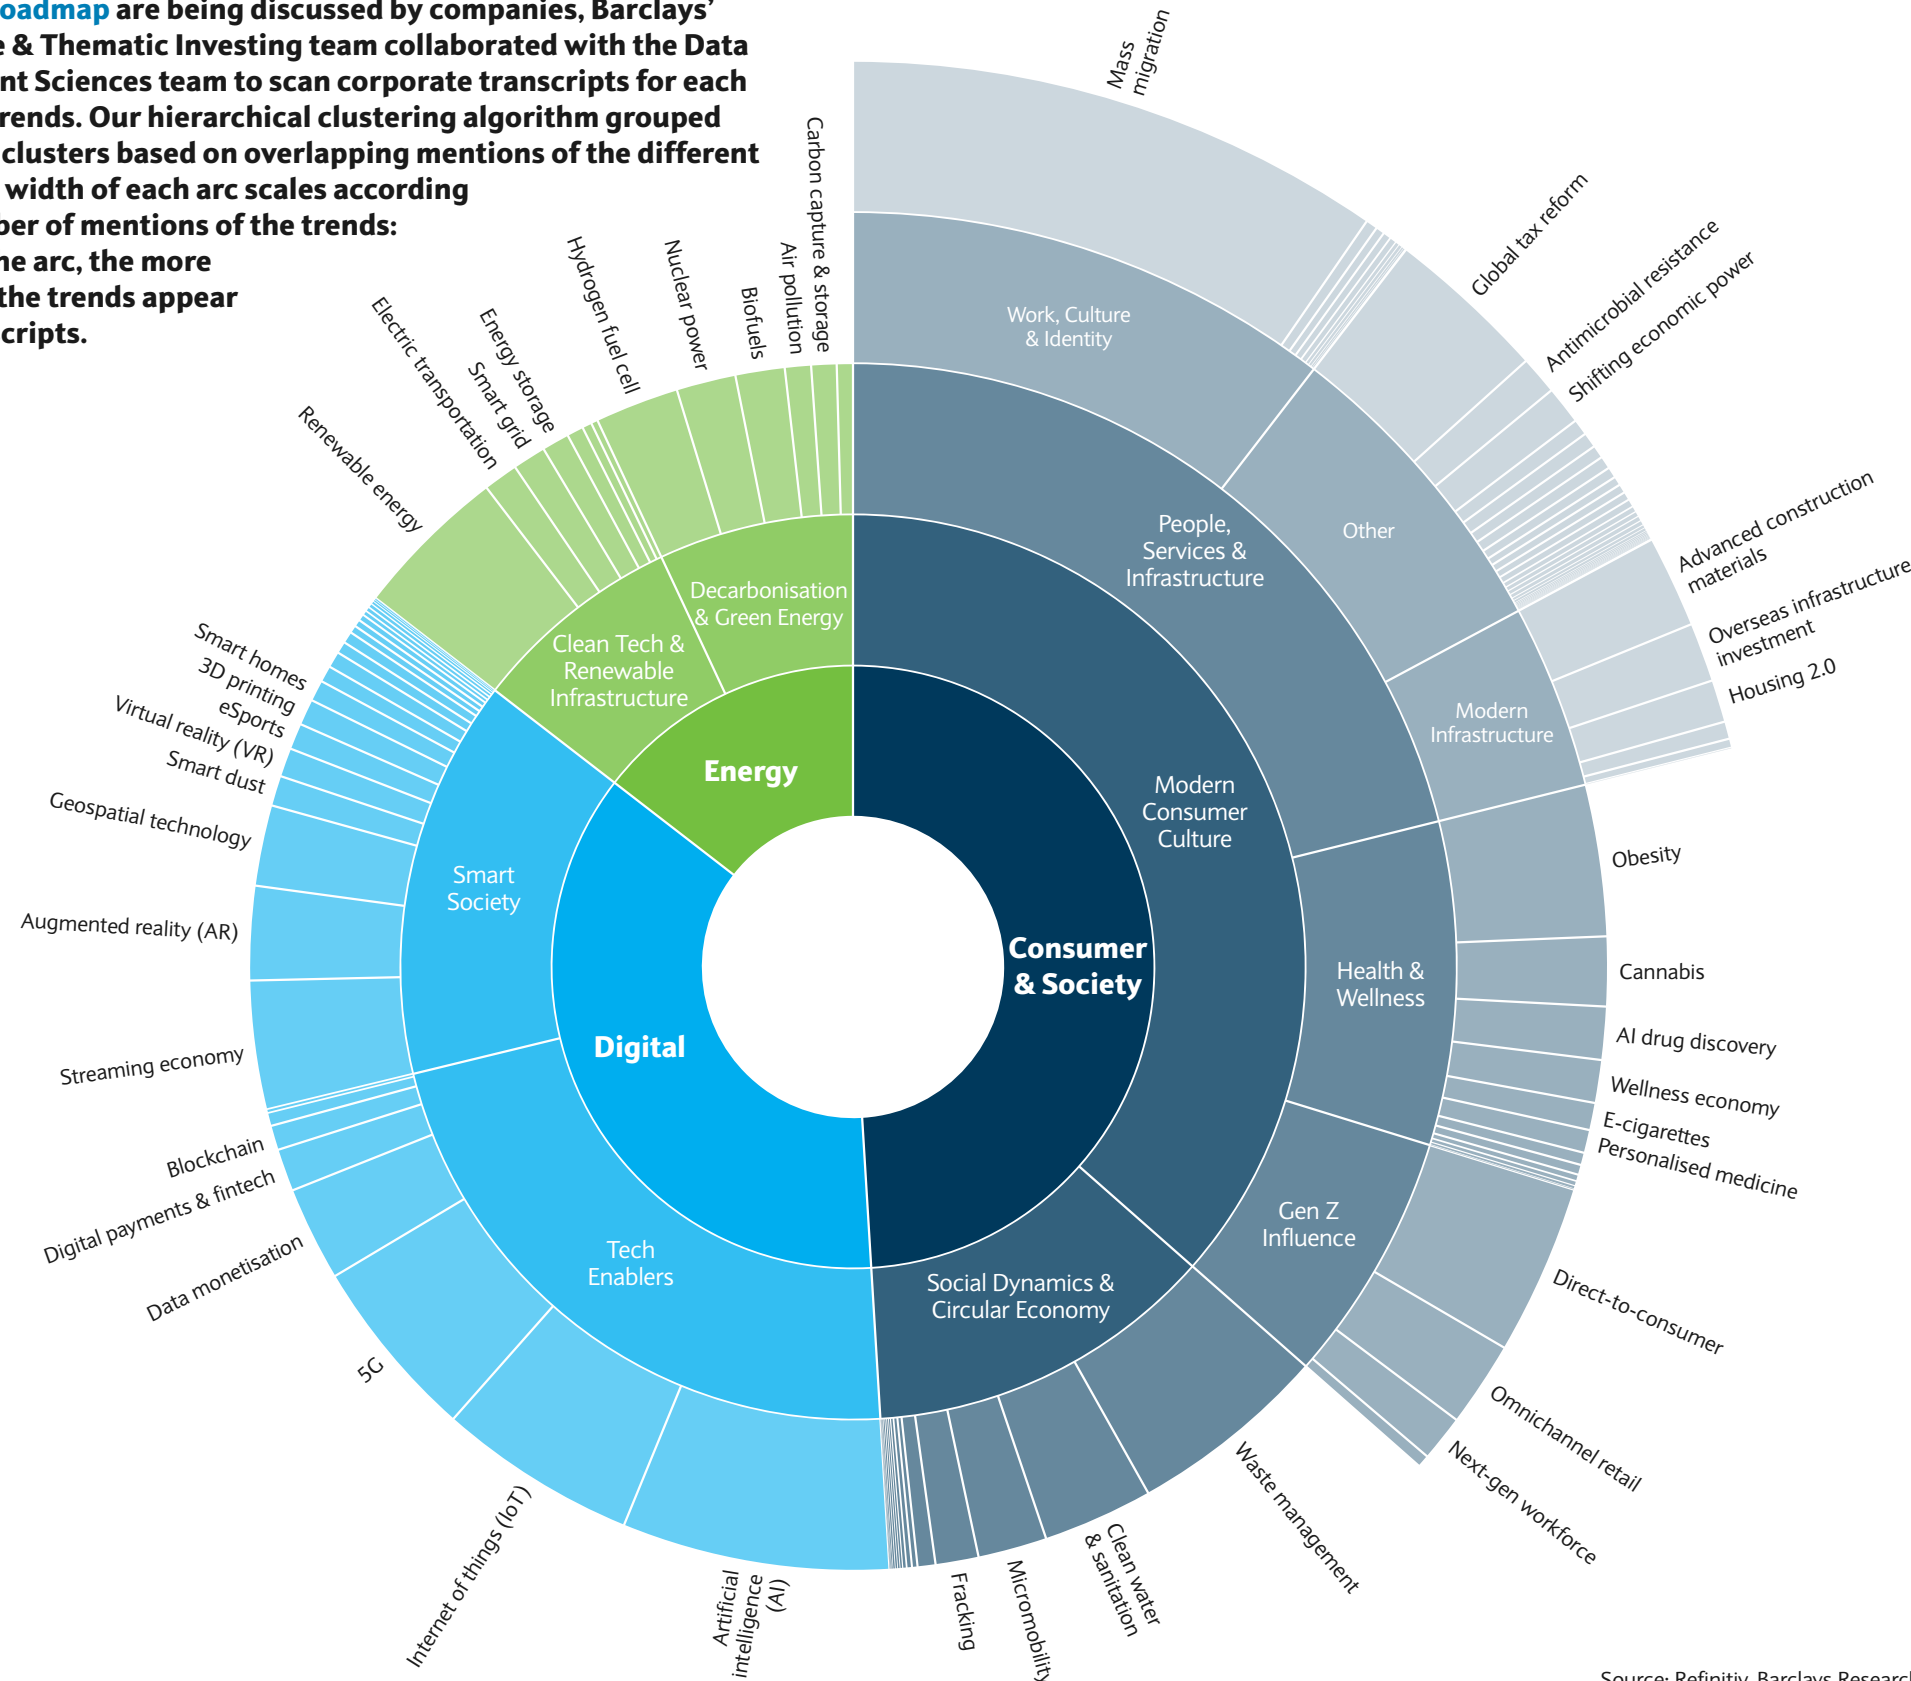 oadmap are being discussed by companies, Barclays'
e & Thematic Investing team collaborated with the Data
nt Sciences team to scan corporate transcripts for each
rends. Our hierarchical clustering algorithm grouped
clusters based on overlapping mentions of the different
width of each arc scales according
ber of mentions of the trends:
he arc, the more
the trends appear
cripts.
Mass
migration
Global tax reform
Antimicrobial resistance
Shifting economic power
Advanced construction
materials
Overseas infrastructure
investment
Housing 2.0
Obesity
Cannabis
AI drug discovery
Wellness economy
E-cigarettes
Personalised medicine
Direct-to-consumer
Omnichannel retail
Next-gen workforce
Waste management
Clean water
& sanitation
Micromobility
Fracking
Artificial
intelligence
(AI)
Internet of things (IoT)
5G
Data monetisation
Digital payments & fintech
Blockchain
Streaming economy
Augmented reality (AR)
Geospatial technology
Smart dust
Virtual reality (VR)
eSports
3D printing
Smart homes
Renewable energy
Electric transportation
Smart grid
Energy storage
Hydrogen fuel cell
Nuclear power
Biofuels
Air pollution
Carbon capture & storage
Work, Culture
& Identity
Other
Modern
Infrastructure
People,
Services &
Infrastructure
Health &
Wellness
Gen Z
Influence
Modern
Consumer
Culture
Social Dynamics &
Circular Economy
Consumer
& Society
Tech
Enablers
Smart
Society
Digital
Clean Tech &
Renewable
Infrastructure
Decarbonisation
& Green Energy
Energy
Source: Refinitiv, Barclays Research